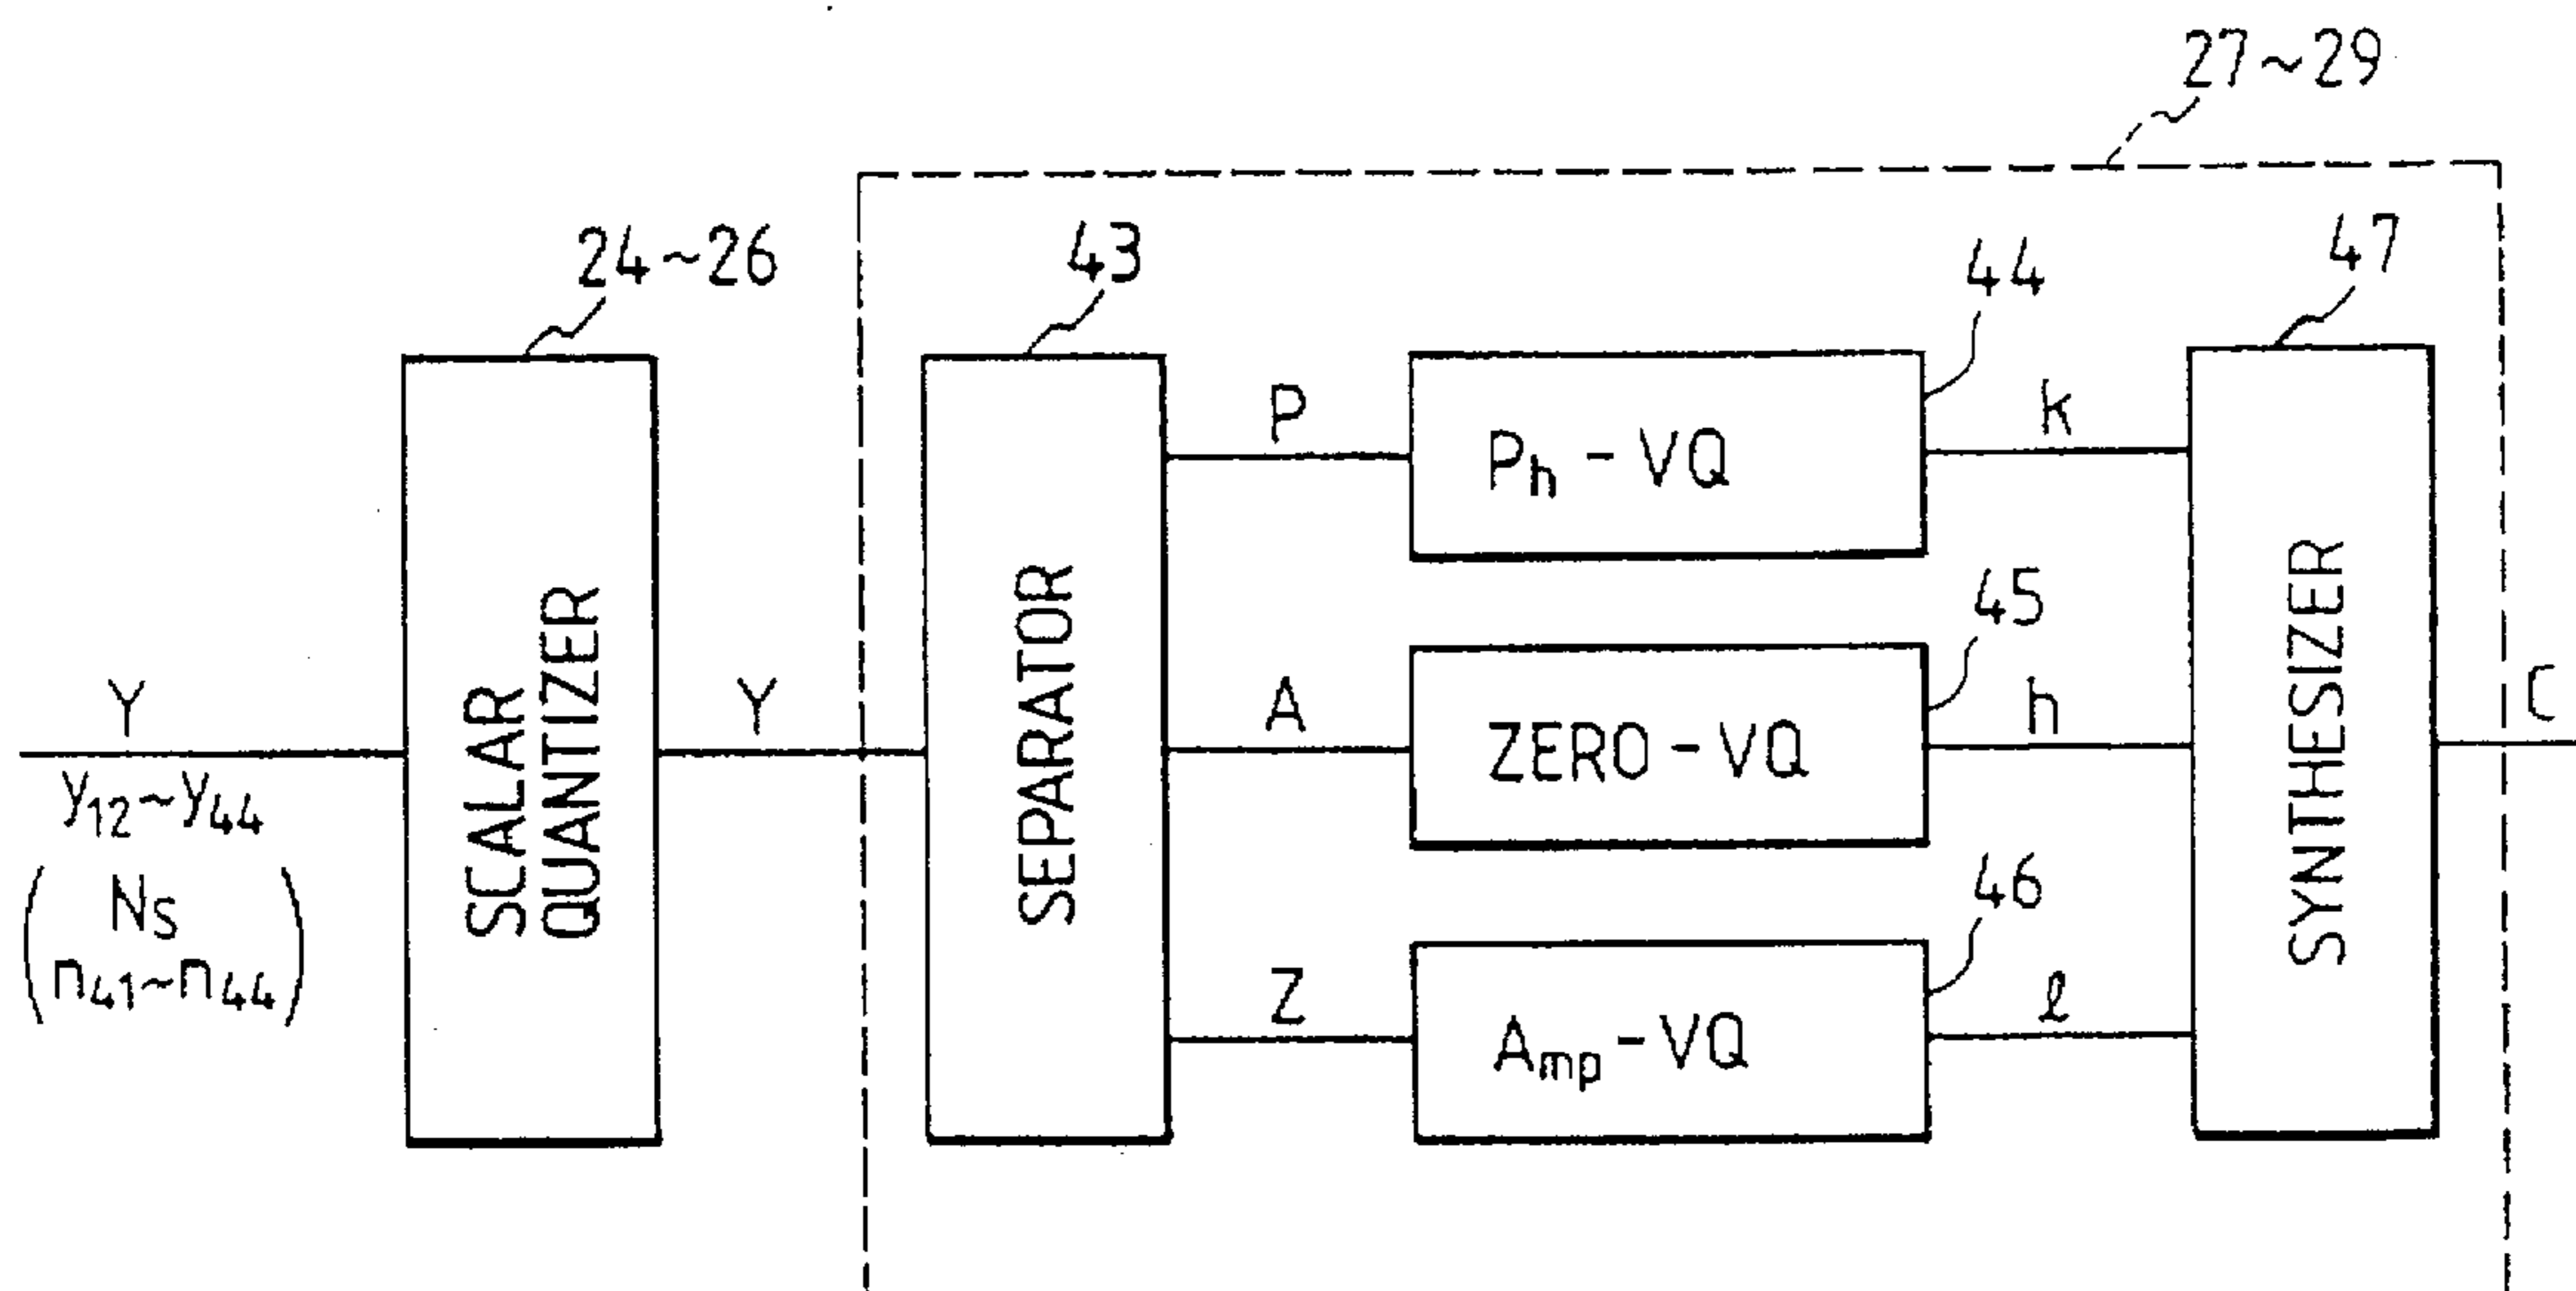 27~29
24~26
43
44
47
P
Ph - VQ
k
45
Y
SCALAR
QUANTIZER
Y
SEPARATOR
A
ZERO - VQ
h
SYNTHESIZER
C
y12~y44
46
NS
n41~n44
Z
Amp - VQ
ℓ